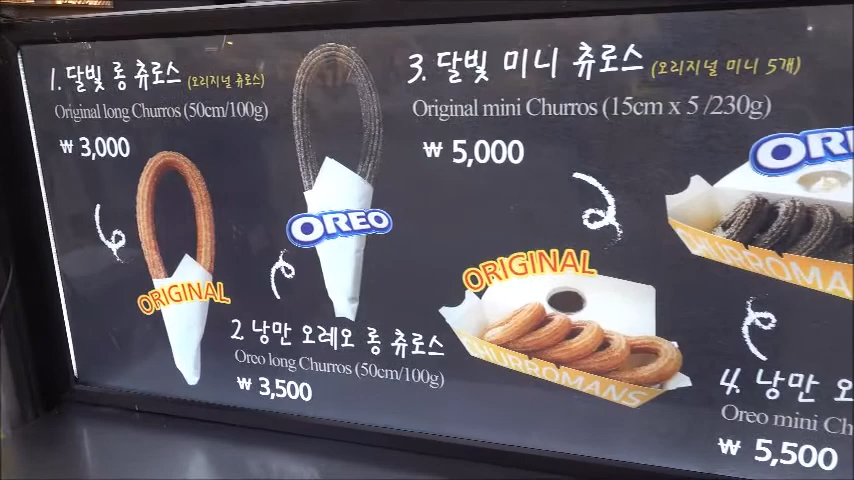 1. 달빛 롱 츄로스 (오리지널 츄로스)
Original long Churros (50cm/100g)
₩ 3,000
ORIGINAL
OREO
2. 낭만 오레오 롱 츄로스
Oreo long Churros (50cm/100g)
₩ 3,500
3. 달빛 미니 츄로스 (오리지널 미니 5개)
Original mini Churros (15cm x 5 /230g)
₩ 5,000
ORIGINAL
CHURROMANS
CHURROMANS
4. 낭만
Oreo mini
₩ 5,500